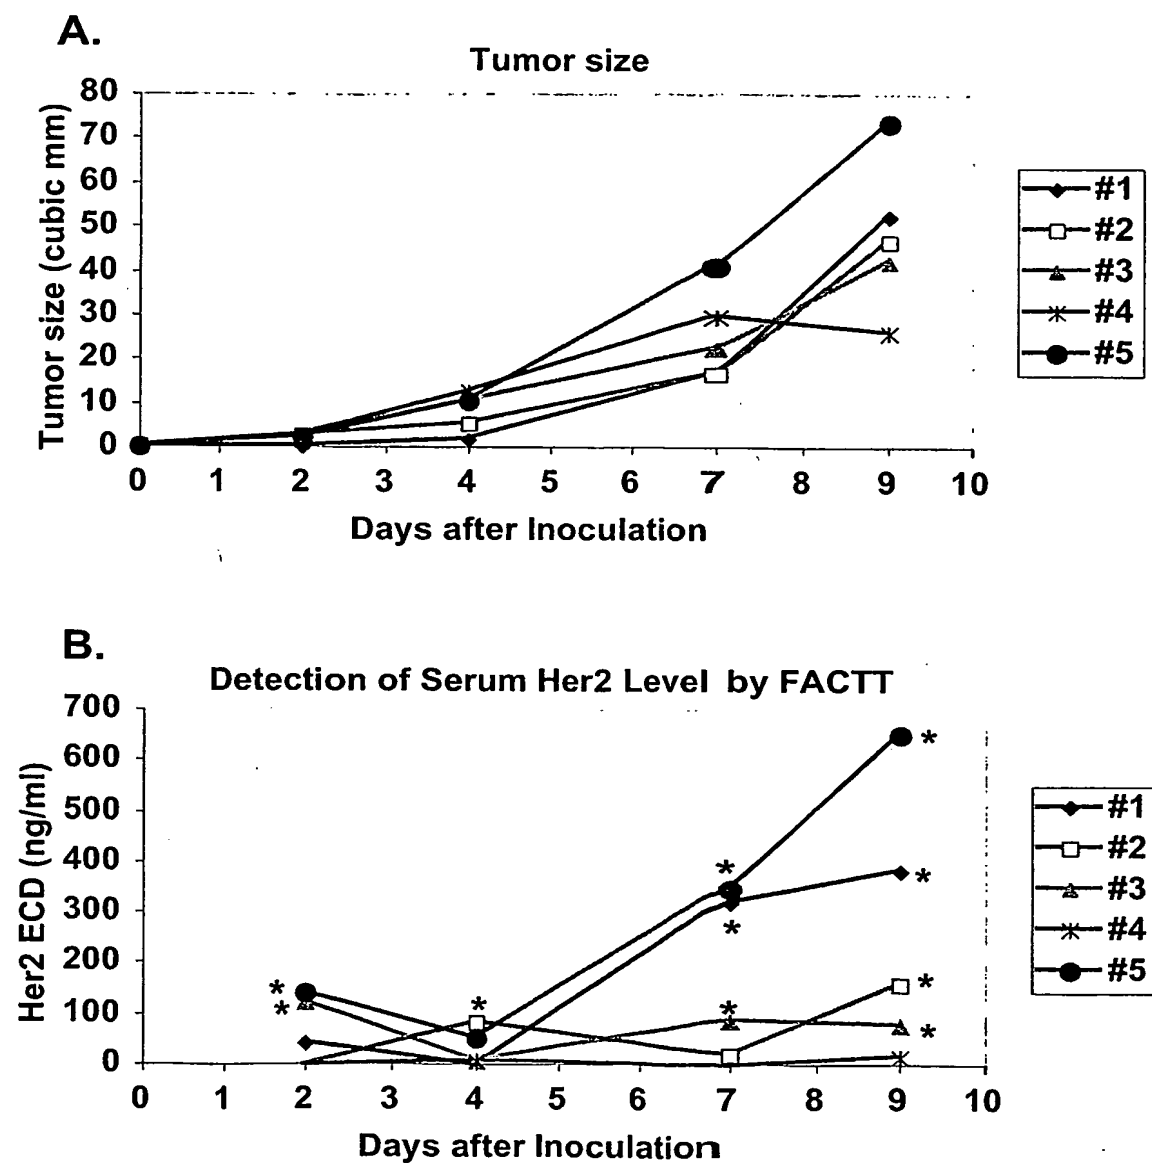 A.
Tumor size
80
70
60
50
40
30
20
10
0
Tumor size (cubic mm)
0 1 2 3 4 5 6 7 8 9 10
Days after Inoculation
#1
#2
#3
#4
#5
B.
Detection of Serum Her2 Level by FACTT
700
600
500
400
300
200
100
0
Her2 ECD (ng/ml)
* * * * * * * * * *
0 1 2 3 4 5 6 7 8 9 10
Days after Inoculation
#1
#2
#3
#4
#5